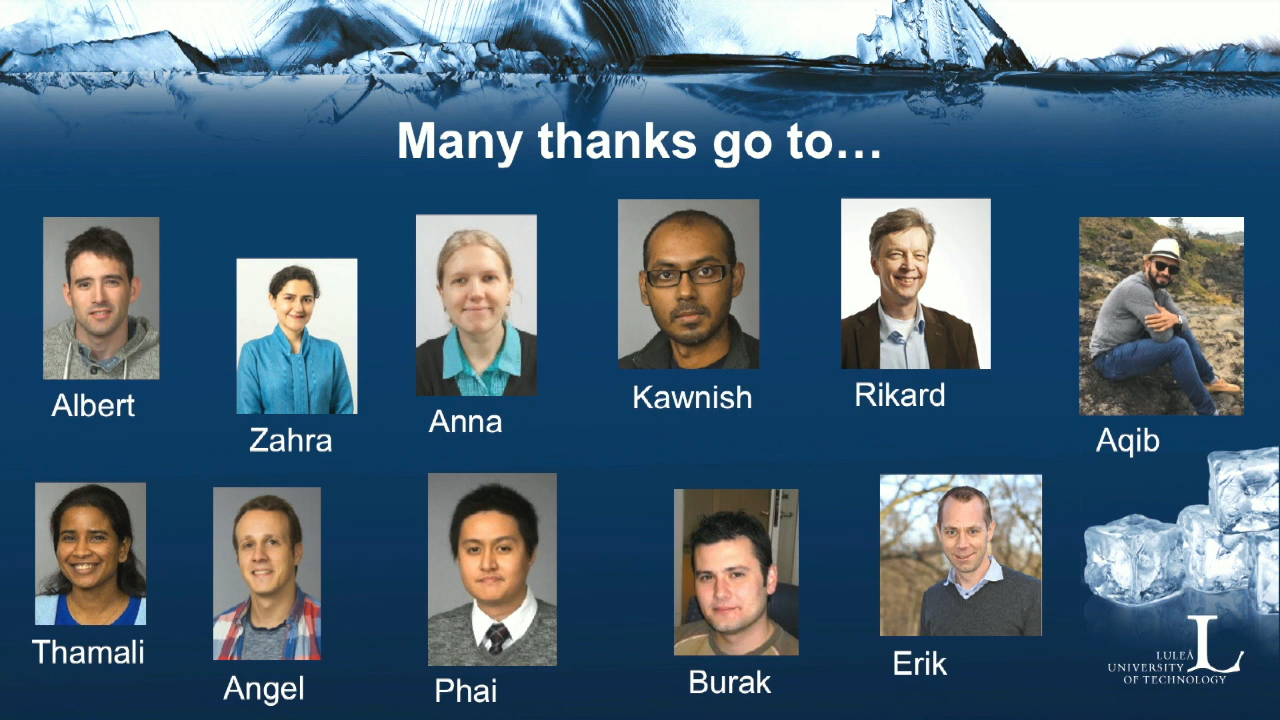 Many thanks go to…
Albert
Zahra
Anna
Kawnish
Rikard
Aqib
Thamali
Angel
Phai
Burak
Erik
L
LULEÅ
UNIVERSITY
OF TECHNOLOGY